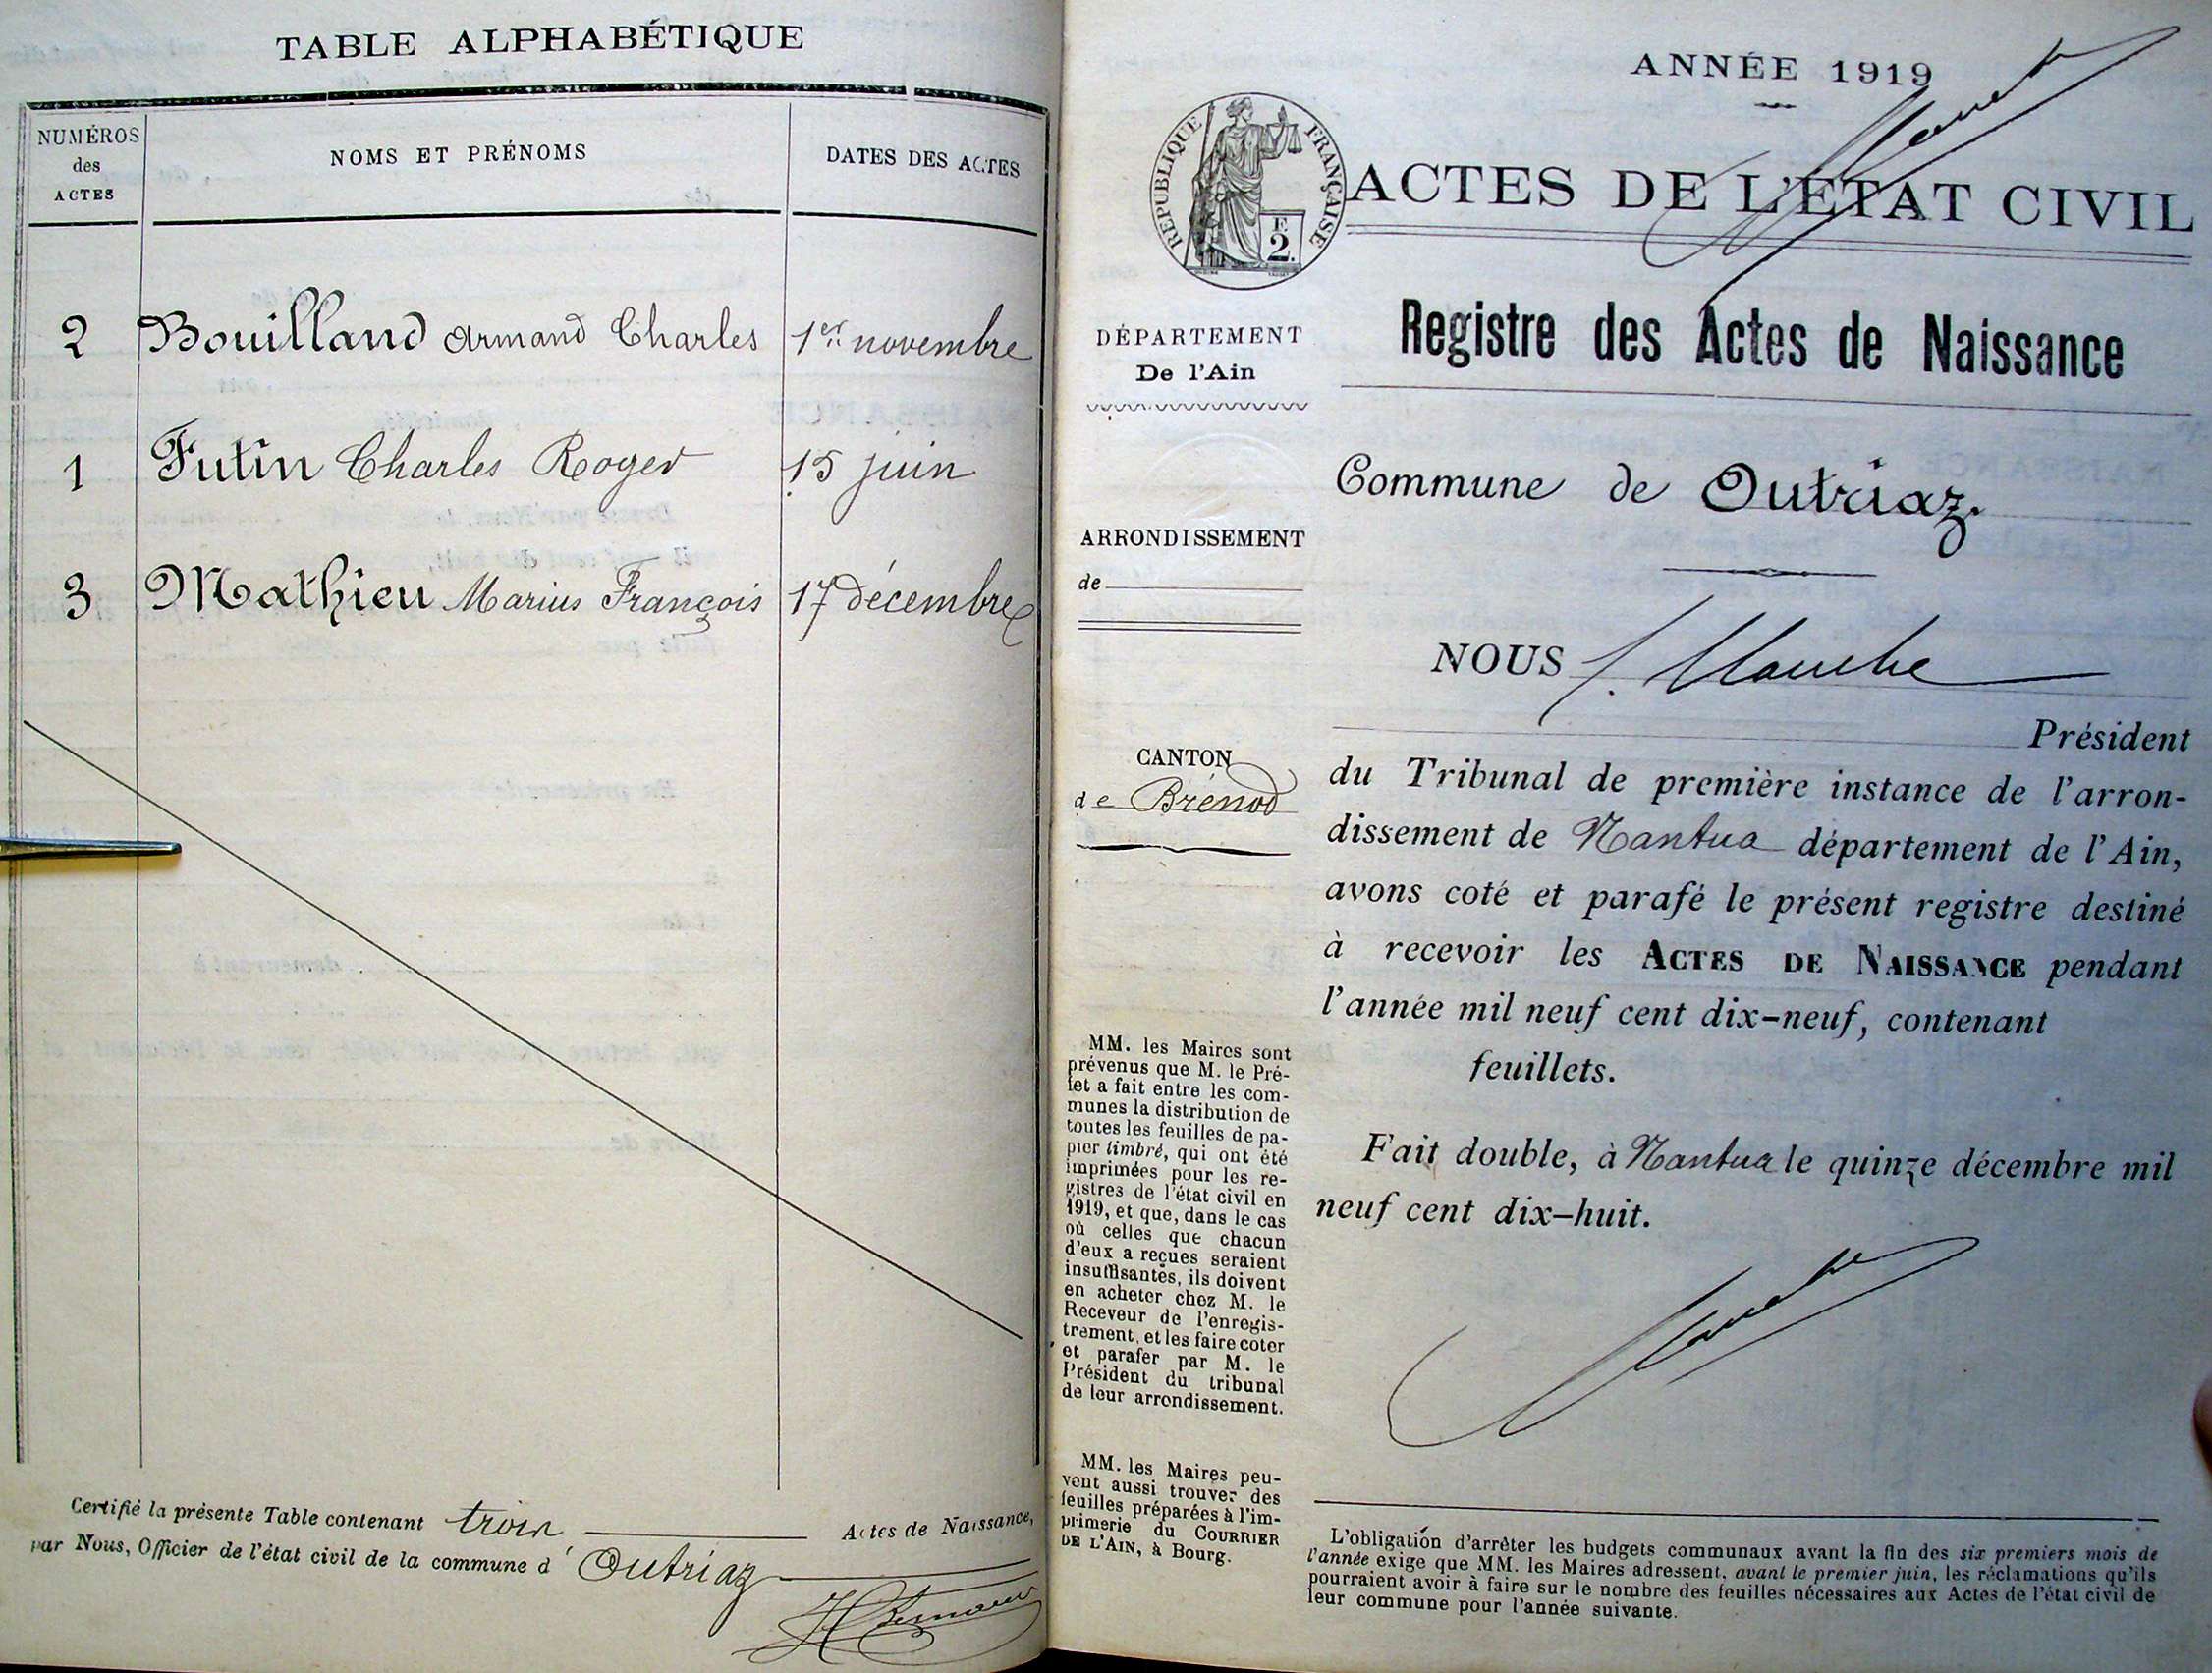 TABLE ALPHABÉTIQUE
NUMÉROS
des
ACTES
NOMS ET PRÉNOMS
DATES DES ACTES
2 Bouilland Armand Charles 1er novembre
1 Futin Charles Roger 15 juin
3 Mathieu Marius François 17 décembre
Certifié la présente Table contenant trois Actes de Naissance,
par Nous, Officier de l'état civil de la commune d'Outriaz
ANNÉE 1919
RÉPUBLIQUE FRANÇAISE
F.
2.
ACTES DE L'ETAT CIVIL
Registre des Actes de Naissance
DÉPARTEMENT
De l'Ain
Commune de Outriaz.
ARRONDISSEMENT
de
CANTON
de Brénod
NOUS
Président
du Tribunal de première instance de l'arron-
dissement de Nantua département de l'Ain,
avons coté et parafé le présent registre destiné
à recevoir les ACTES DE NAISSANCE pendant
l'année mil neuf cent dix-neuf, contenant
feuillets.
Fait double, à Nantua le quinze décembre mil
neuf cent dix-huit.
MM. les Maires sont
prévenus que M. le Pré-
fet a fait entre les com-
munes la distribution de
toutes les feuilles de pa-
pier timbré, qui ont été
imprimées pour les re-
gistres de l'état civil en
1919, et que, dans le cas
où celles que chacun
d'eux a reçues seraient
insuffisantes, ils doivent
en acheter chez M. le
Receveur de l'enregis-
trement, et les faire coter
et parafer par M. le
Président du tribunal
de leur arrondissement.
MM. les Maires peu-
vent aussi trouver des
feuilles préparées à l'im-
primerie du COURRIER
DE L'AIN, à Bourg.
L'obligation d'arrêter les budgets communaux avant la fin des six premiers mois de
l'année exige que MM. les Maires adressent, avant le premier juin, les réclamations qu'ils
pourraient avoir à faire sur le nombre des feuilles nécessaires aux Actes de l'état civil de
leur commune pour l'année suivante.